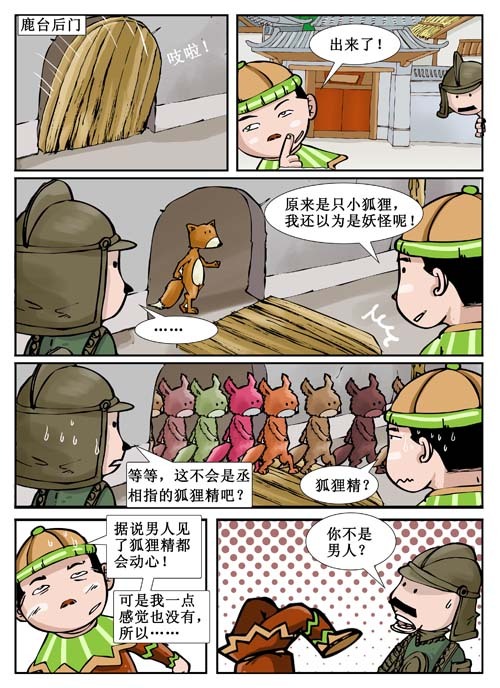 鹿台后门
吱啦！
出来了！
原来是只小狐狸，
我还以为是妖怪呢！
……
等等，这不会是丞
相指的狐狸精吧？
狐狸精？
据说男人见
了狐狸精都
会动心！
可是我一点
感觉也没有，
所以……
你不是
男人？